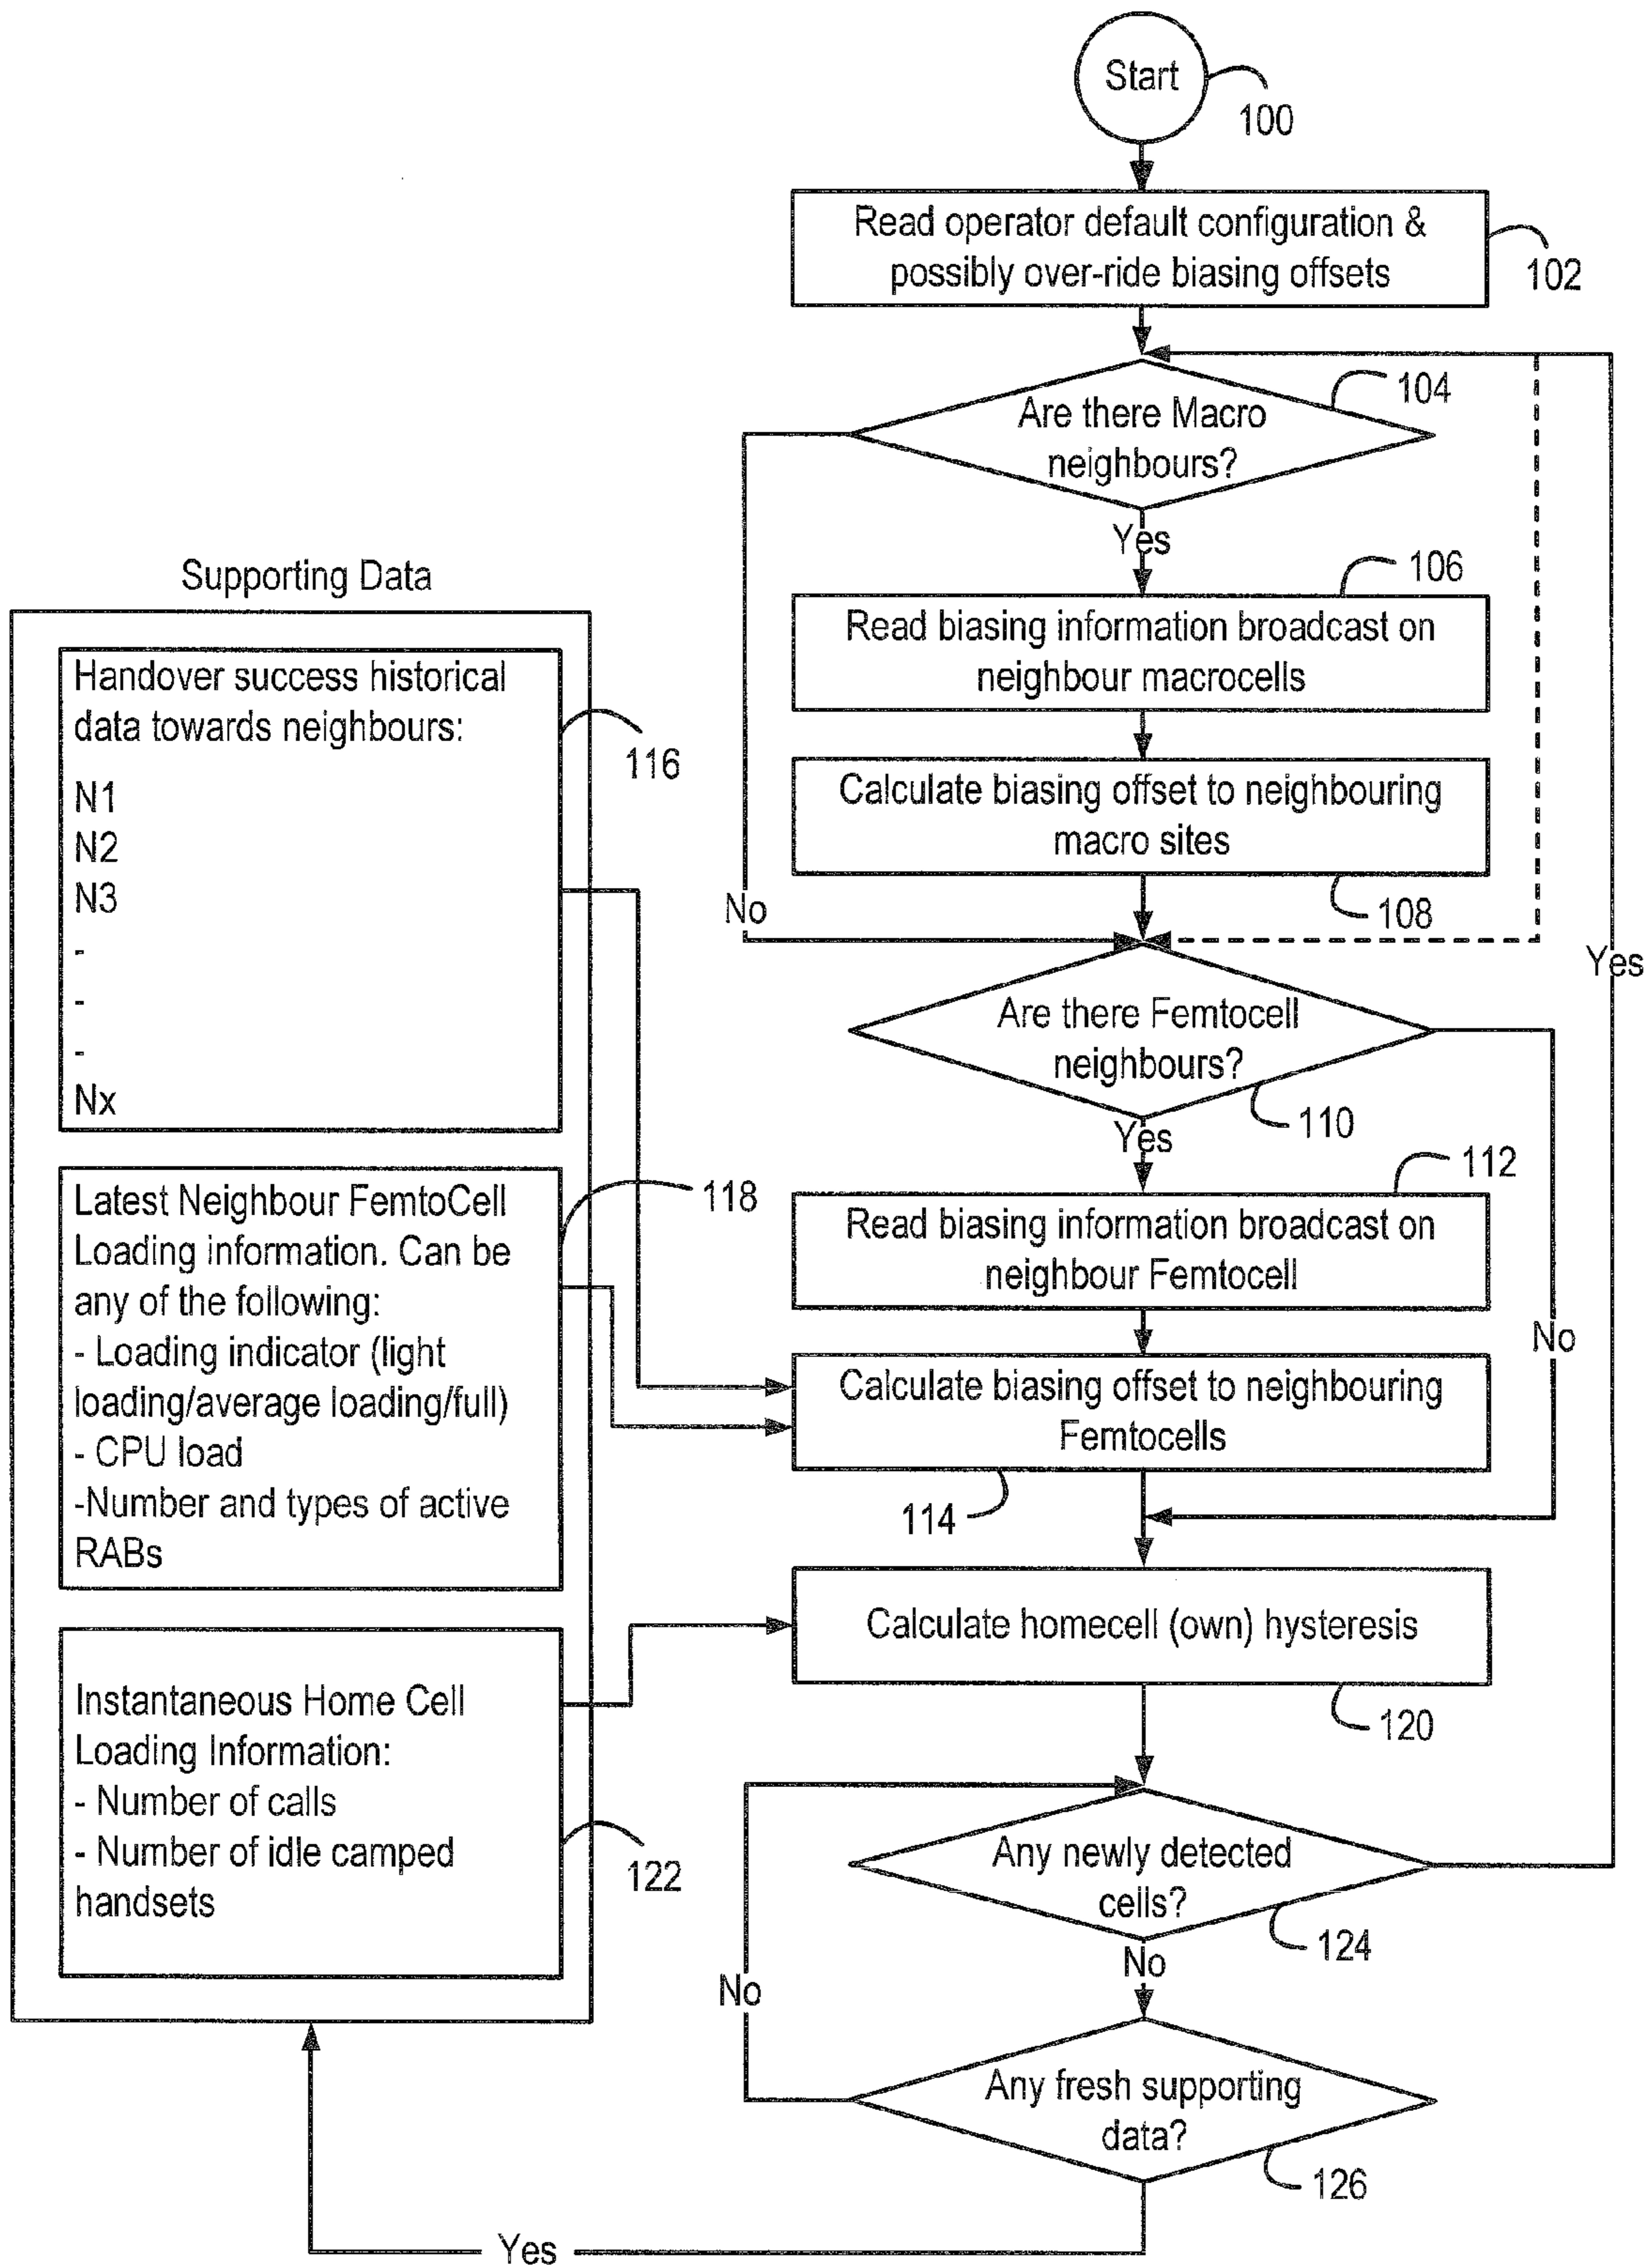 Start
100
Read operator default configuration &
possibly over-ride biasing offsets
102
Are there Macro
neighbours?
104
Yes
106
Read biasing information broadcast on
neighbour macrocells
Calculate biasing offset to neighbouring
macro sites
108
No
Yes
Are there Femtocell
neighbours?
110
Yes
112
Read biasing information broadcast on
neighbour Femtocell
No
Calculate biasing offset to neighbouring
Femtocells
114
Calculate homecell (own) hysteresis
120
Any newly detected
cells?
124
No
No
Any fresh supporting
data?
126
Yes
Supporting Data
Handover success historical
data towards neighbours:
N1
N2
N3
-
-
-
Nx
116
Latest Neighbour FemtoCell
Loading information. Can be
any of the following:
- Loading indicator (light
loading/average loading/full)
- CPU load
-Number and types of active
RABs
118
Instantaneous Home Cell
Loading Information:
- Number of calls
- Number of idle camped
handsets
122